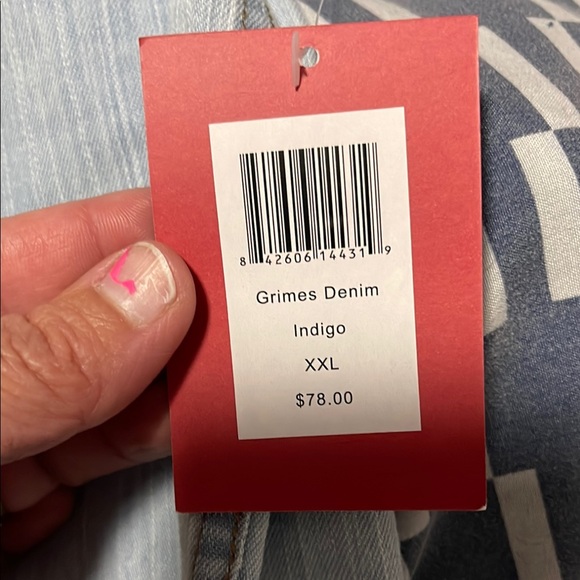 8 42606 14431 9
Grimes Denim
Indigo
XXL
$78.00